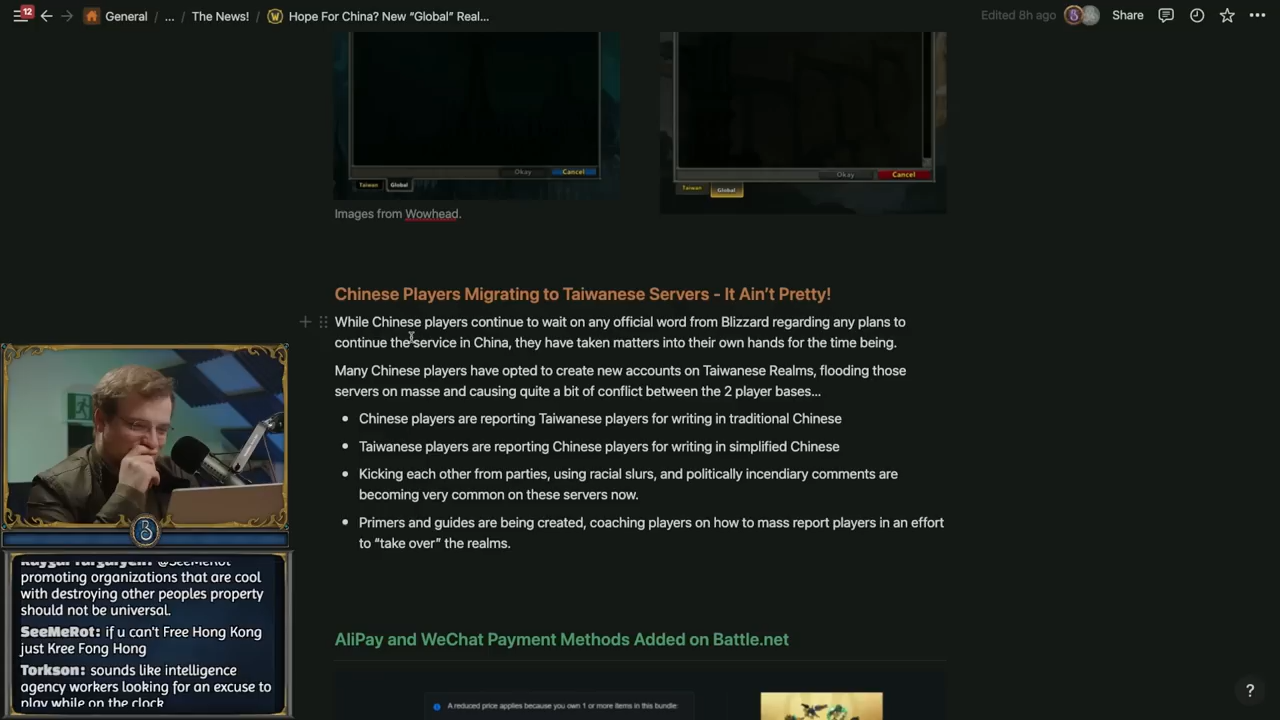 12
General / ... / The News! / Hope For China? New “Global” Real...
Edited 8h ago
Share
Okay Cancel
Taiwan Global
Okay Cancel
Taiwan Global
Images from Wowhead.
Chinese Players Migrating to Taiwanese Servers - It Ain’t Pretty!
While Chinese players continue to wait on any official word from Blizzard regarding any plans to
continue the service in China, they have taken matters into their own hands for the time being.
Many Chinese players have opted to create new accounts on Taiwanese Realms, flooding those
servers on masse and causing quite a bit of conflict between the 2 player bases...
• Chinese players are reporting Taiwanese players for writing in traditional Chinese
• Taiwanese players are reporting Chinese players for writing in simplified Chinese
• Kicking each other from parties, using racial slurs, and politically incendiary comments are
becoming very common on these servers now.
• Primers and guides are being created, coaching players on how to mass report players in an effort
to “take over” the realms.
AliPay and WeChat Payment Methods Added on Battle.net
A reduced price applies because you own 1 or more items in this bundle
?
@SeeMeRot
promoting organizations that are cool
with destroying other peoples property
should not be universal.
SeeMeRot: if u can't Free Hong Kong
just Kree Fong Hong
Torkson: sounds like intelligence
agency workers looking for an excuse to
play while on the clock